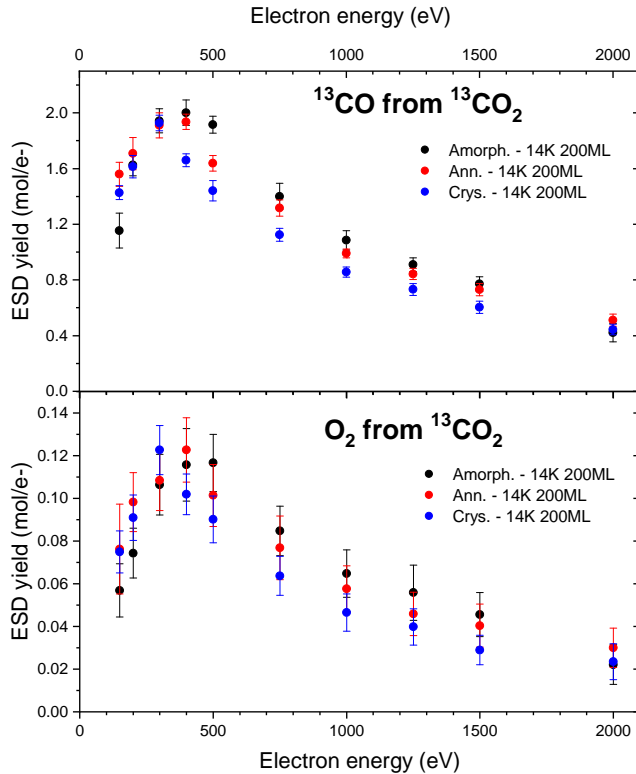 Electron energy (eV)
0 500 1000 1500 2000
ESD yield (mol/e-)
2.0
1.6
1.2
0.8
0.4
0.0
¹³CO from ¹³CO₂
Amorph. - 14K 200ML
Ann. - 14K 200ML
Crys. - 14K 200ML
ESD yield (mol/e-)
0.14
0.12
0.10
0.08
0.06
0.04
0.02
0.00
O₂ from ¹³CO₂
Amorph. - 14K 200ML
Ann. - 14K 200ML
Crys. - 14K 200ML
0 500 1000 1500 2000
Electron energy (eV)